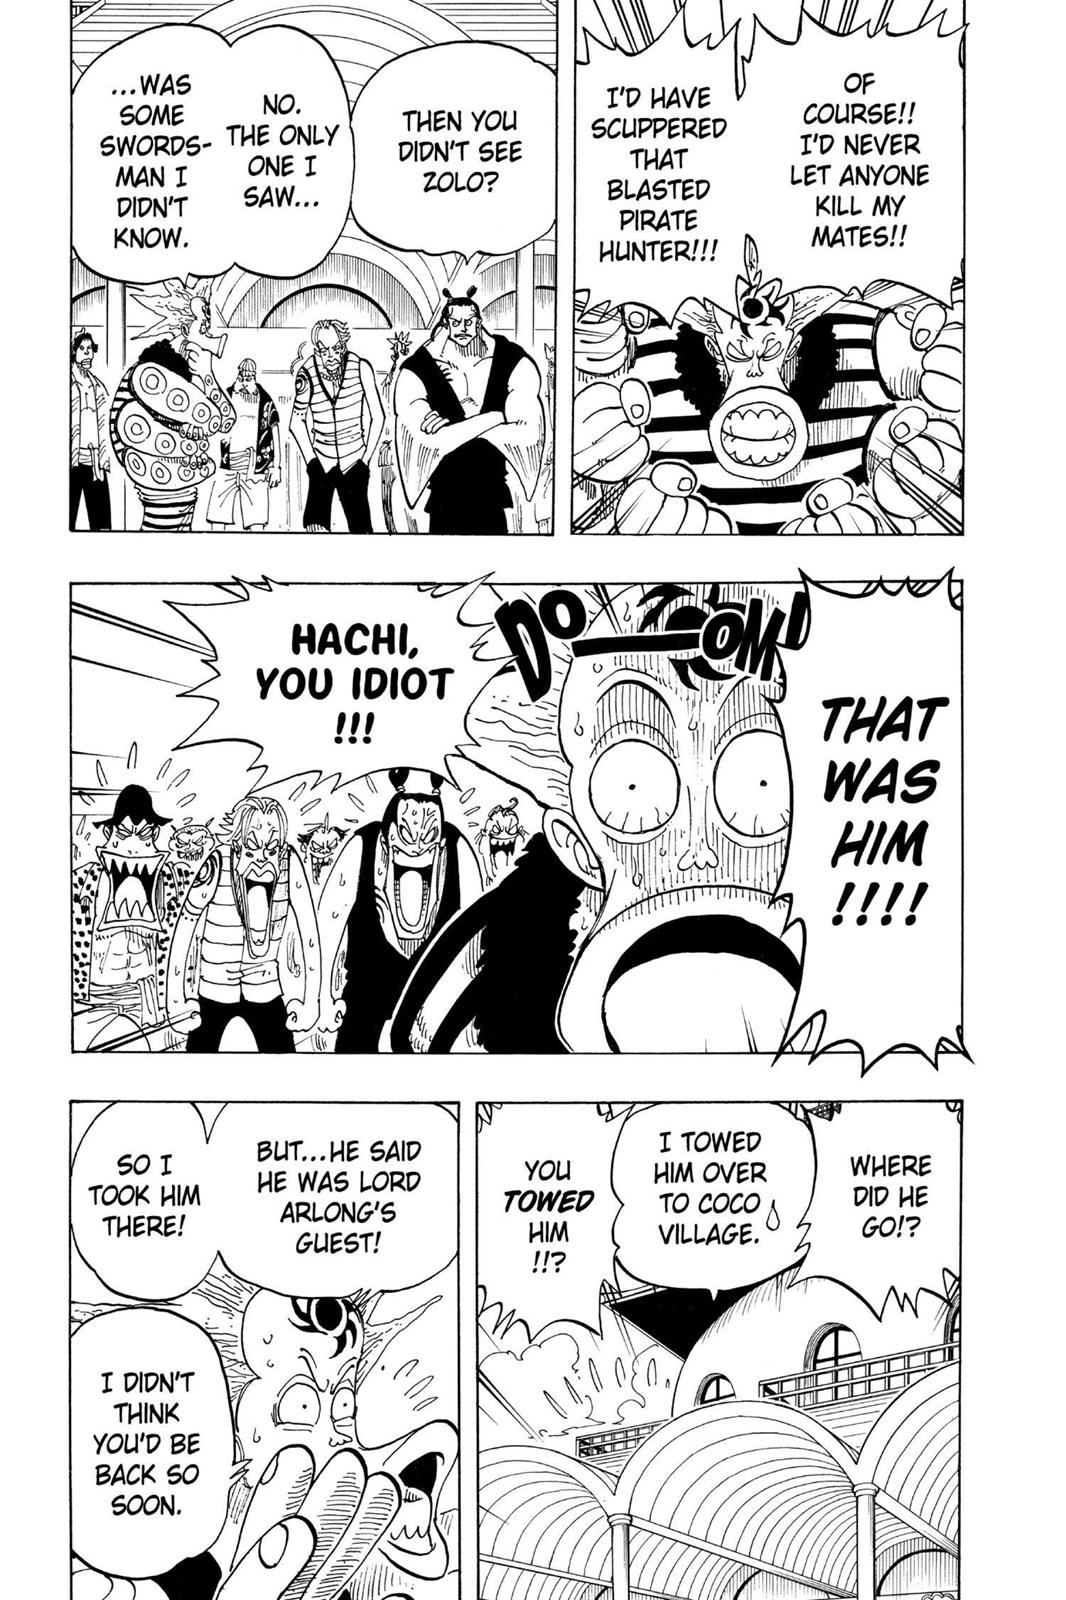 OF
COURSE!!
I'D NEVER
LET ANYONE
KILL MY
MATES!!
I'D HAVE
SCUPPERED
THAT
BLASTED
PIRATE
HUNTER!!!
THEN YOU
DIDN'T SEE
ZOLO?
NO.
THE ONLY
ONE I
SAW...
...WAS
SOME
SWORDS-
MAN I
DIDN'T
KNOW.
THAT
WAS
HIM
!!!!
DO OM
HACHI,
YOU IDIOT
!!!
WHERE
DID HE
GO!?
I TOWED
HIM OVER
TO COCO
VILLAGE.
YOU
TOWED
HIM
!!?
BUT...HE SAID
HE WAS LORD
ARLONG'S
GUEST!
SO I
TOOK HIM
THERE!
I DIDN'T
THINK
YOU'D BE
BACK SO
SOON.